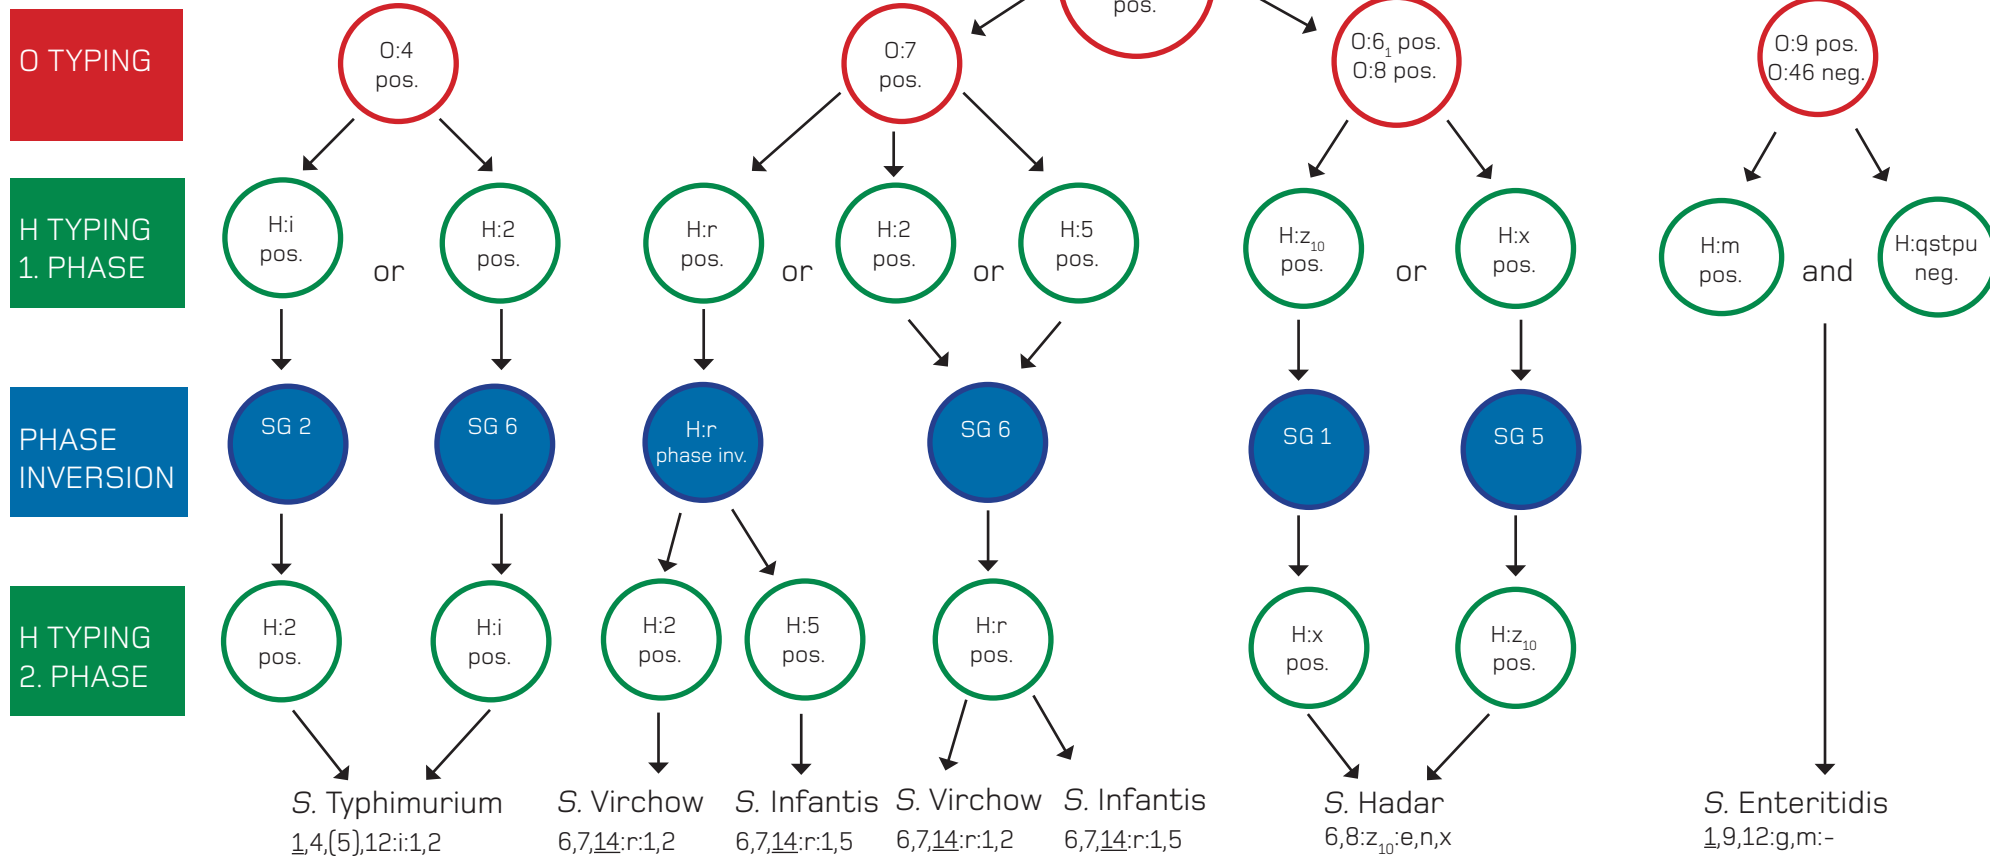 pos.
O TYPING
O:4
pos.
O:7
pos.
O:6₁ pos.
O:8 pos.
O:9 pos.
O:46 neg.
H TYPING
1. PHASE
H:i
pos.
or
H:2
pos.
H:r
pos.
or
H:2
pos.
or
H:5
pos.
H:z₁₀
pos.
or
H:x
pos.
H:m
pos.
and
H:qstpu
neg.
PHASE
INVERSION
SG 2
SG 6
H:r
phase inv.
SG 6
SG 1
SG 5
H TYPING
2. PHASE
H:2
pos.
H:i
pos.
H:2
pos.
H:5
pos.
H:r
pos.
H:x
pos.
H:z₁₀
pos.
S. Typhimurium
1,4,(5),12:i:1,2
S. Virchow
6,7,14:r:1,2
S. Infantis
6,7,14:r:1,5
S. Virchow
6,7,14:r:1,2
S. Infantis
6,7,14:r:1,5
S. Hadar
6,8:z₁₀:e,n,x
S. Enteritidis
1,9,12:g,m:-